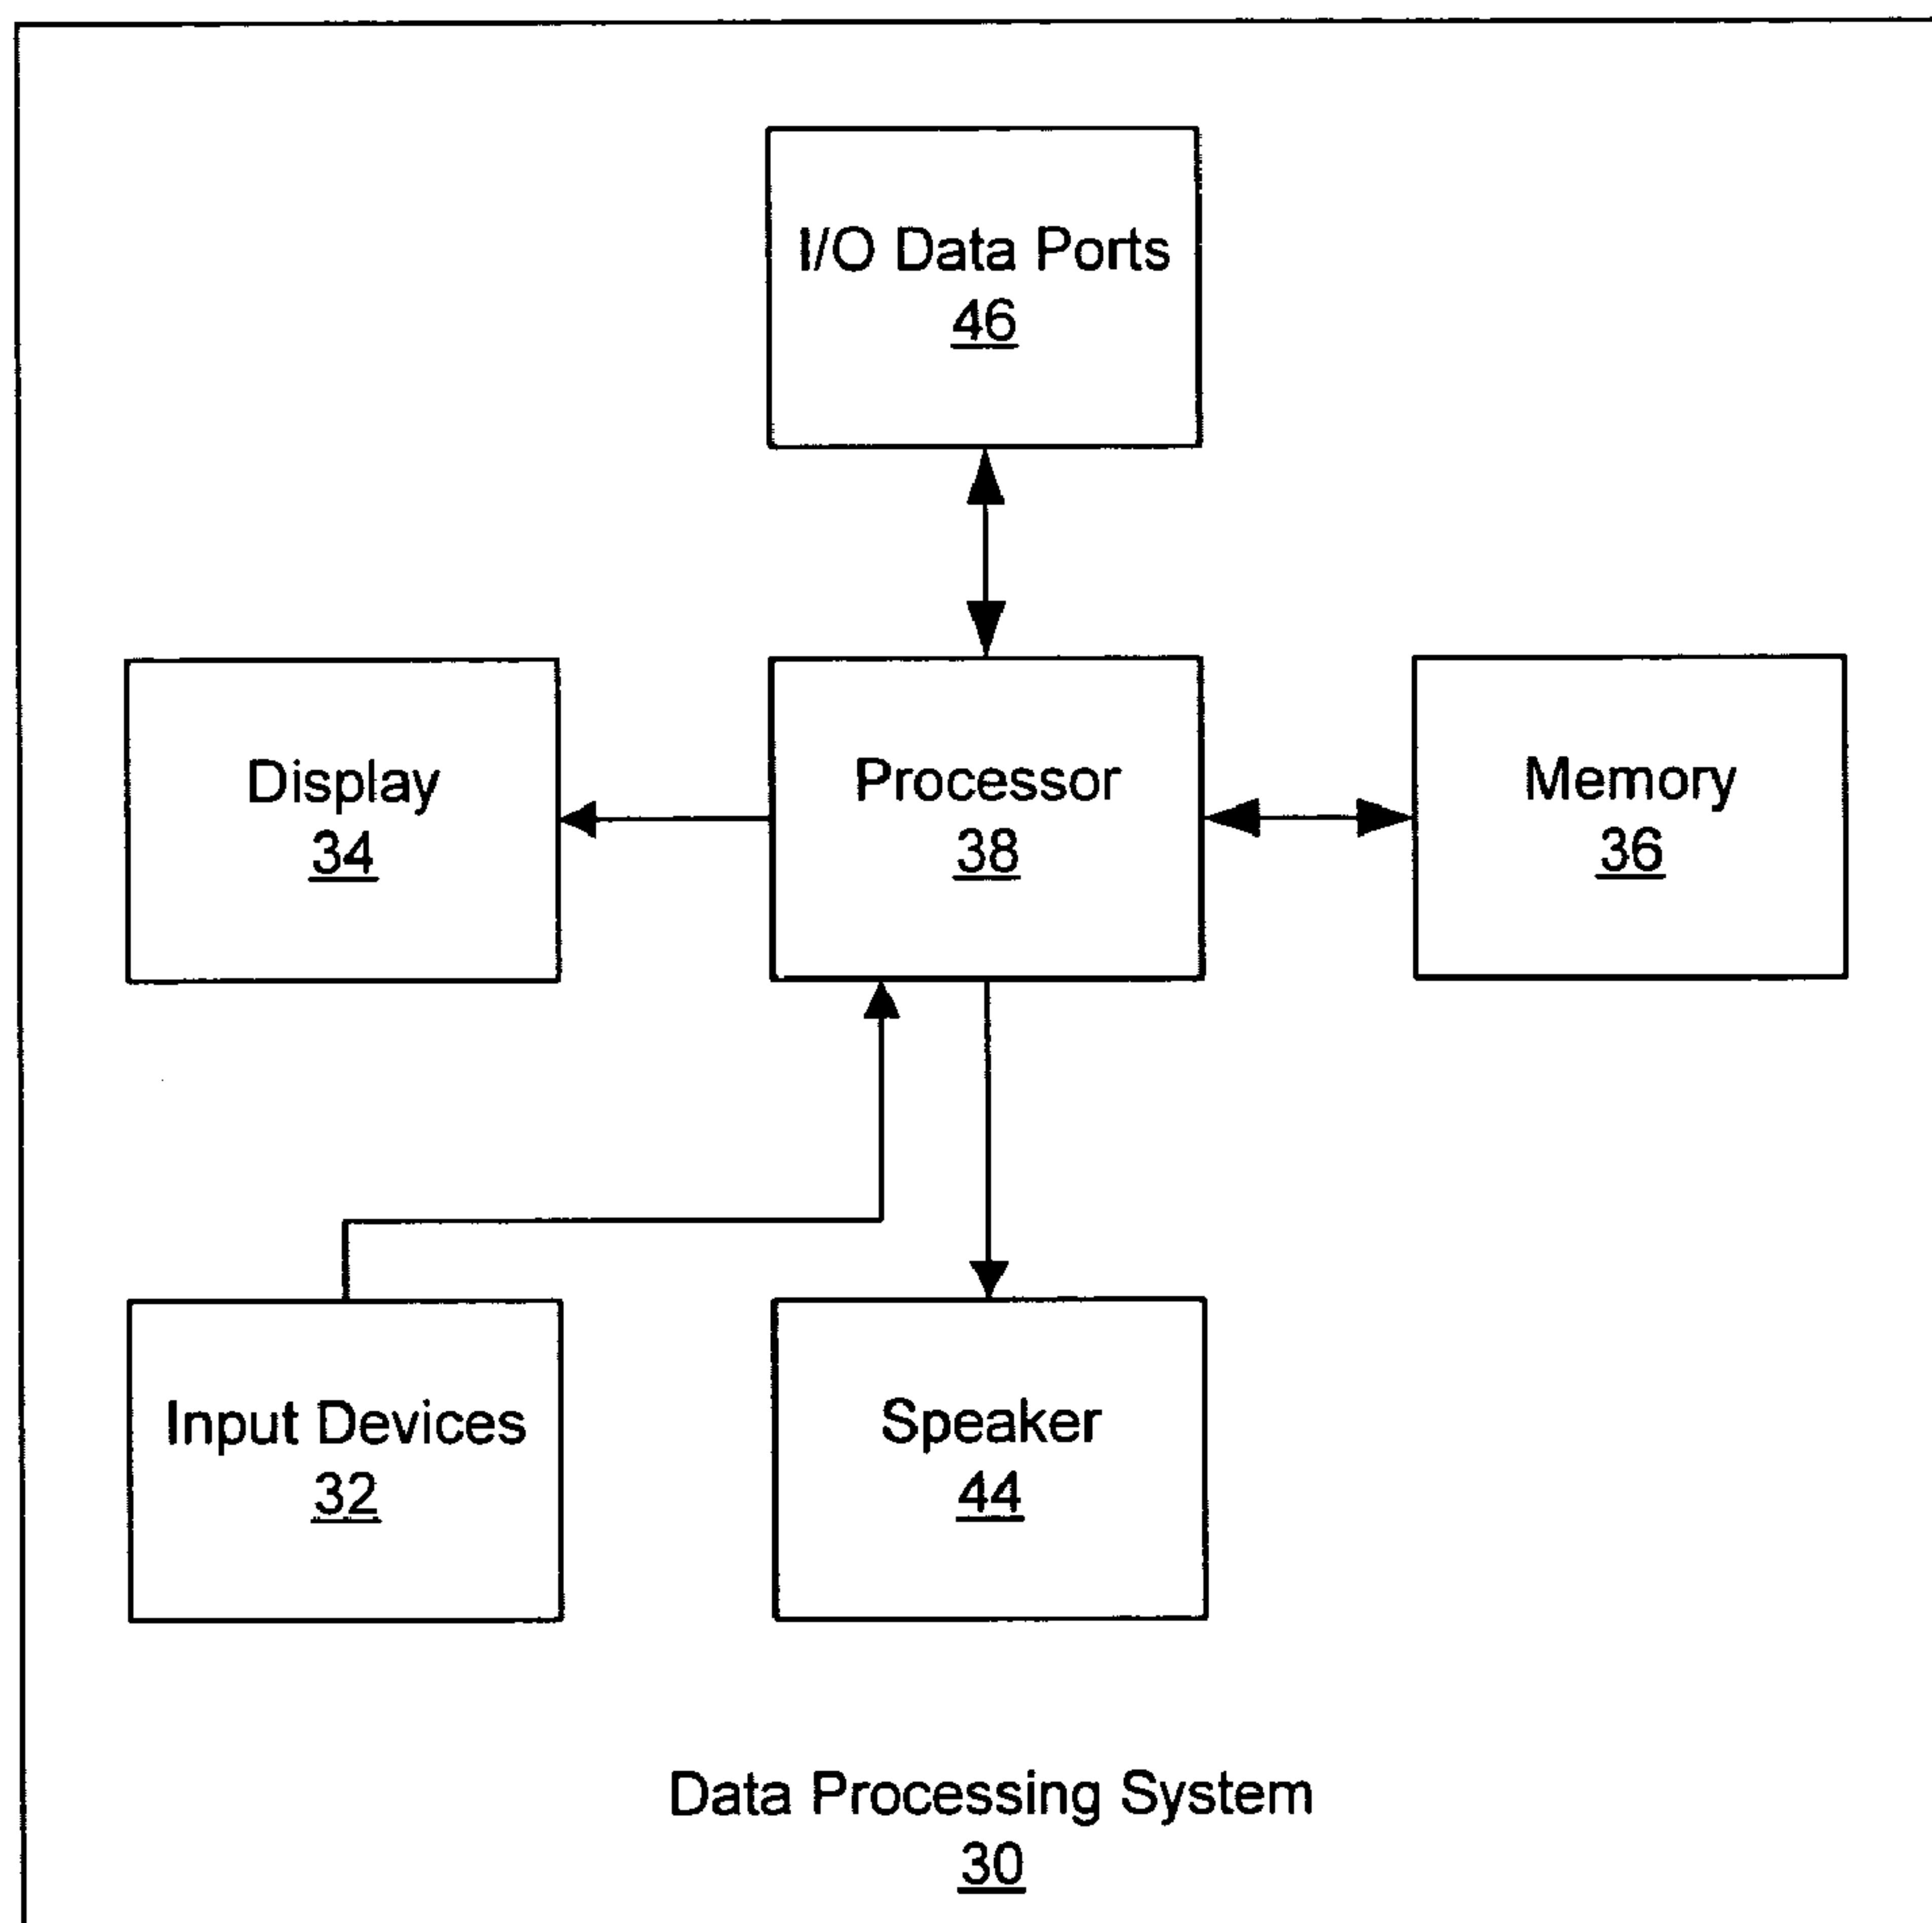 I/O Data Ports
46
Display
34
Processor
38
Memory
36
Input Devices
32
Speaker
44
Data Processing System
30